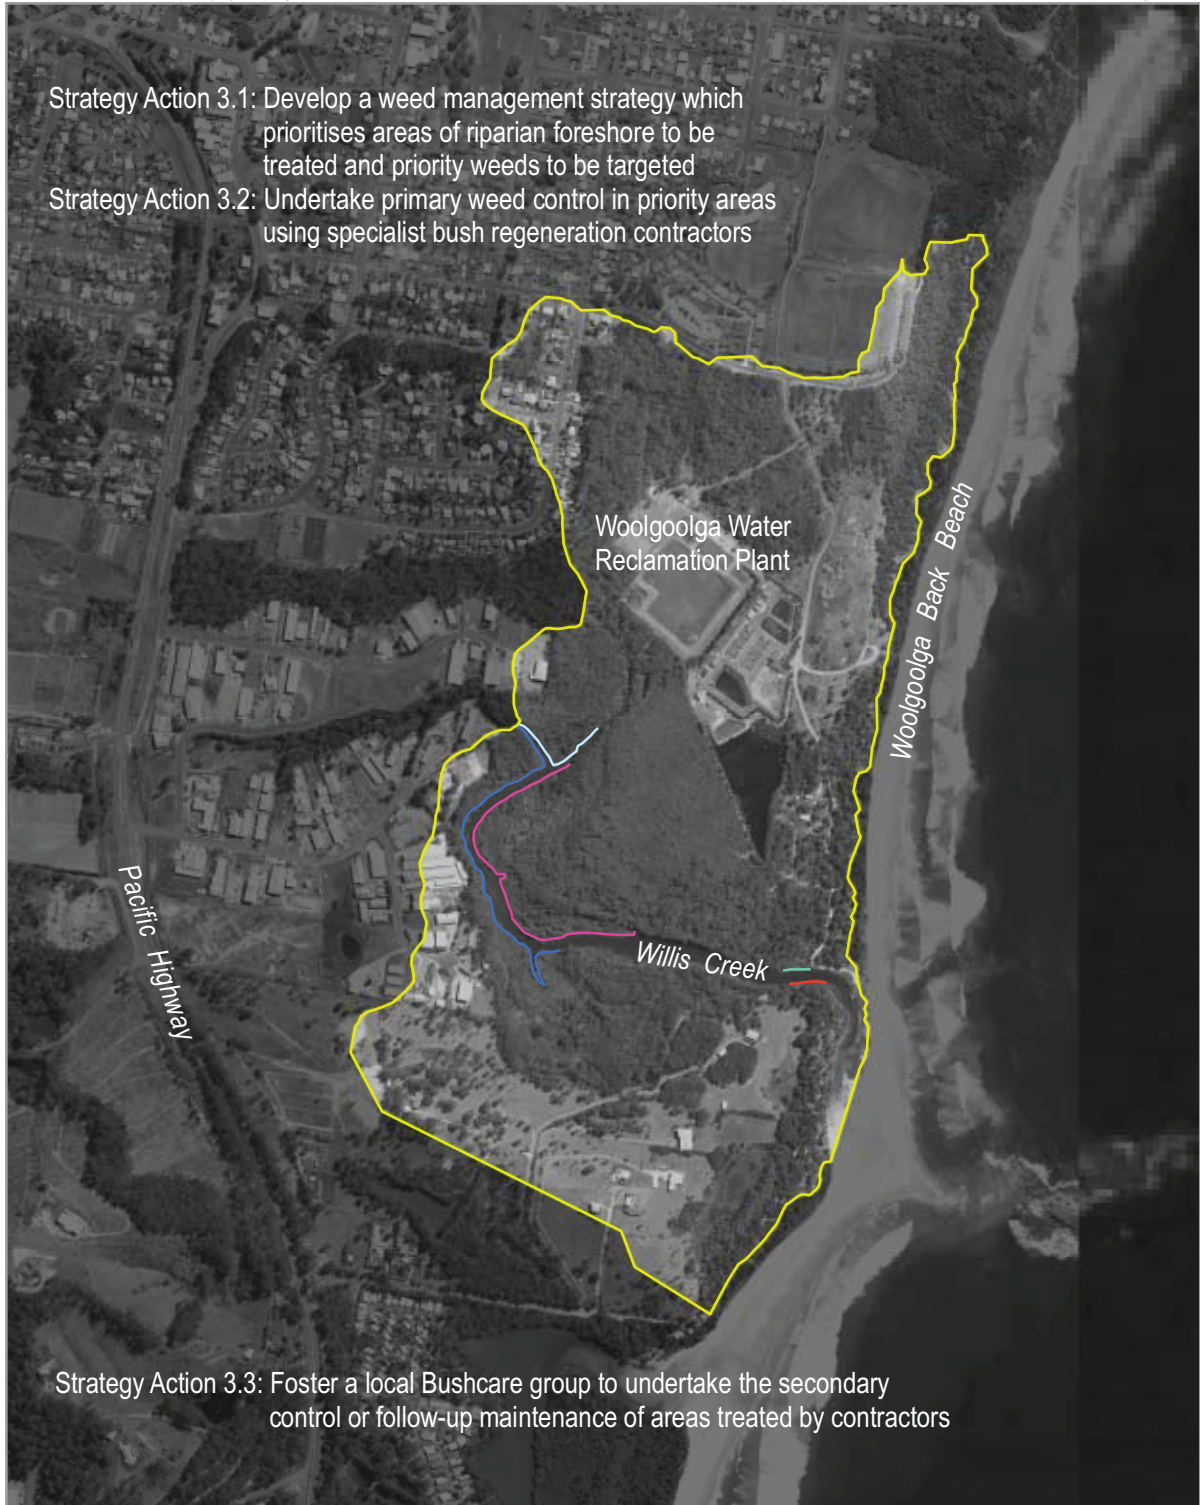 Strategy Action 3.1: Develop a weed management strategy which
prioritises areas of riparian foreshore to be
treated and priority weeds to be targeted
Strategy Action 3.2: Undertake primary weed control in priority areas
using specialist bush regeneration contractors
Woolgoolga Water
Reclamation Plant
Woolgoolga Back Beach
Willis Creek
Pacific Highway
Strategy Action 3.3: Foster a local Bushcare group to undertake the secondary
control or follow-up maintenance of areas treated by contractors